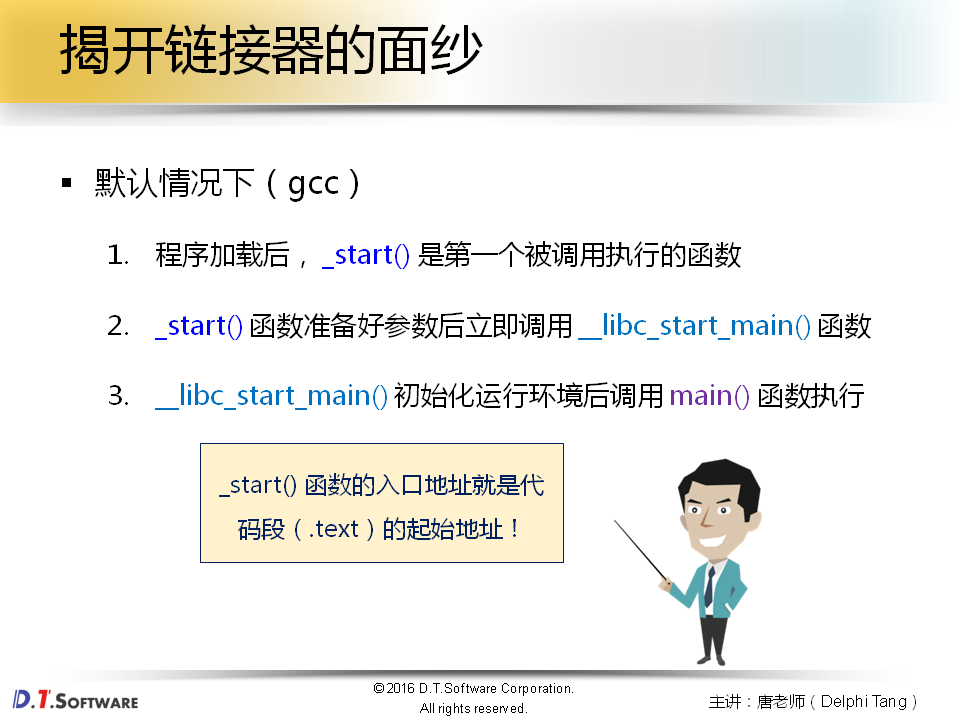 揭开链接器的面纱
▪ 默认情况下（gcc）
1. 程序加载后，_start() 是第一个被调用执行的函数
2. _start() 函数准备好参数后立即调用 __libc_start_main() 函数
3. __libc_start_main() 初始化运行环境后调用 main() 函数执行
_start() 函数的入口地址就是代
码段（.text）的起始地址！
D.T.SOFTWARE
©2016 D.T.Software Corporation.
All rights reserved.
主讲：唐老师（Delphi Tang）